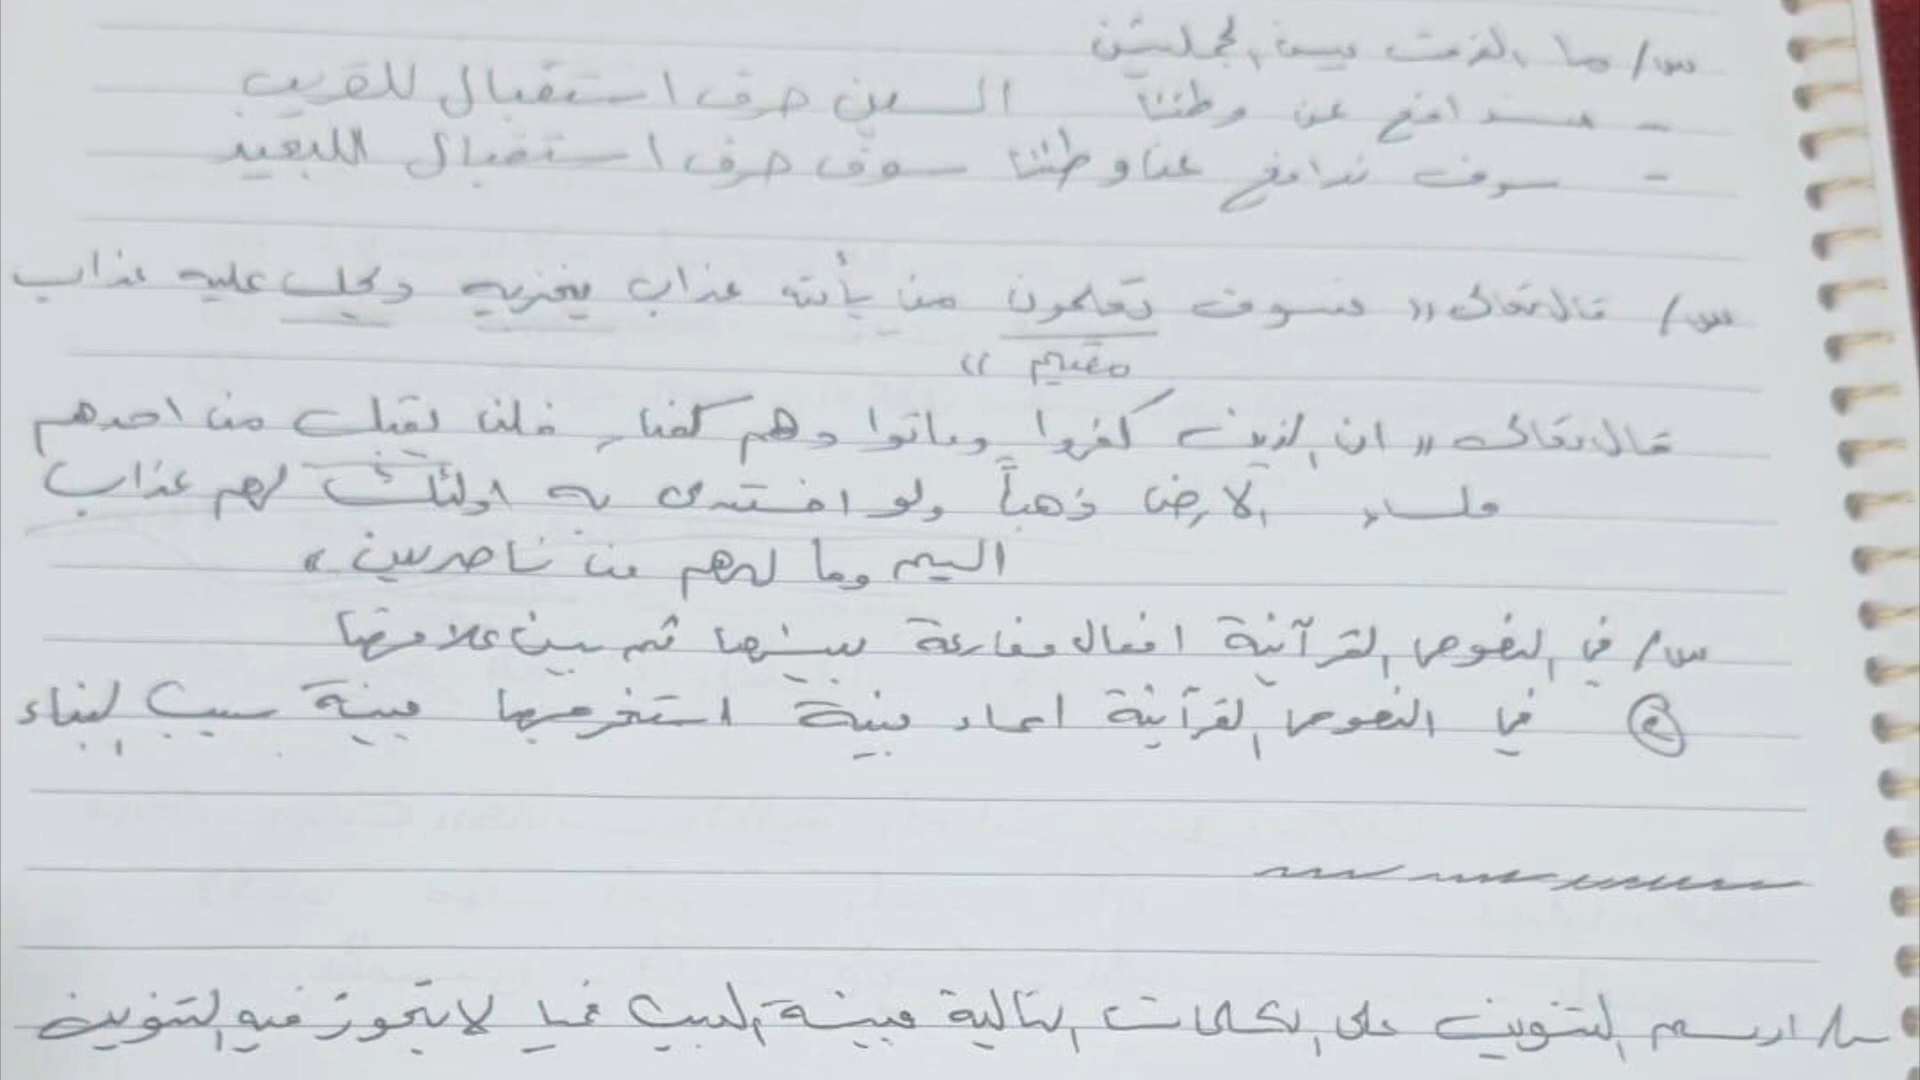 س/ ما الفرق بين الجملتين
- سندافع عن وطننا    السين حرف استقبال للقريب
- سوف ندافع عن وطننا    سوف حرف استقبال للبعيد
س/ قال تعالى "فسوف تعلمون من يأتيه عذاب يخزيه ويحل عليه عذاب
مقيم"
قال تعالى "ان الذين كفروا وماتوا وهم كفار فلن يقبل من احدهم
ملء الارض ذهباً ولو افتدى به اولئك لهم عذاب
اليم وما لهم من ناصرين"
س/ في النصوص القرآنية افعال مضارعة بينها ثم بين علامتها
② في النصوص القرآنية اسماء مبنية استخرجها مبينة سبب البناء
س/ ارسم التنوين على الكلمات التالية مبينة السبب فيما لا يجوز فيه التنوين